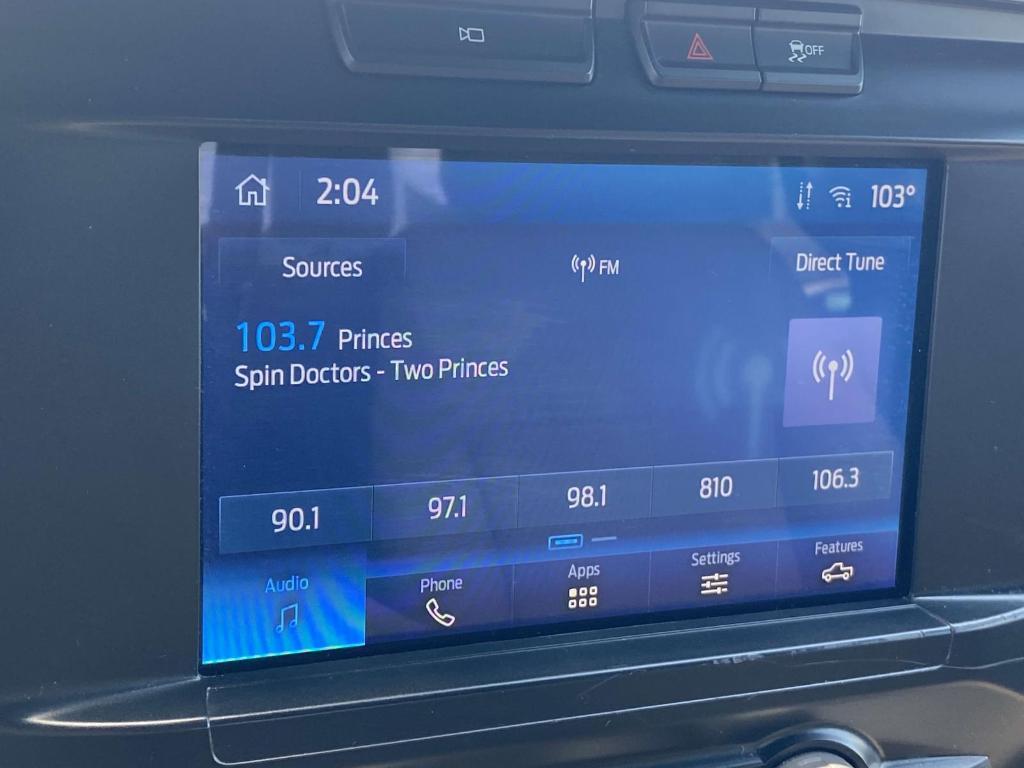 OFF
2:04
103°
Sources
FM
Direct Tune
103.7 Princes
Spin Doctors - Two Princes
90.1
97.1
98.1
810
106.3
Audio
Phone
Apps
Settings
Features